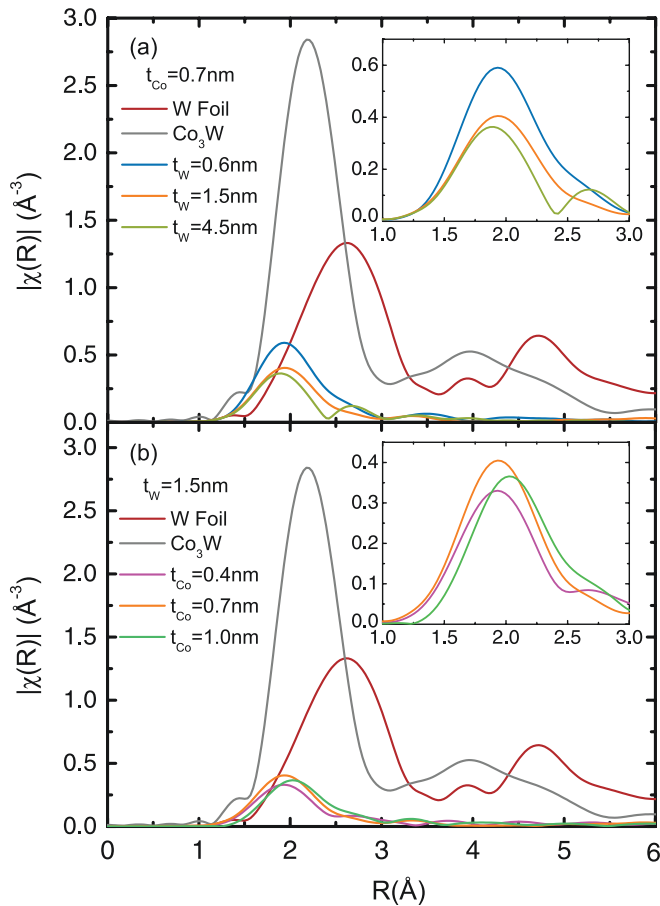 (a)
t_Co=0.7nm
W Foil
Co₃W
t_W=0.6nm
t_W=1.5nm
t_W=4.5nm
|χ(R)| (Å⁻³)
3.0
2.5
2.0
1.5
1.0
0.5
0.0
0.6
0.4
0.2
0.0
1.0 1.5 2.0 2.5 3.0
(b)
t_W=1.5nm
W Foil
Co₃W
t_Co=0.4nm
t_Co=0.7nm
t_Co=1.0nm
|χ(R)| (Å⁻³)
3.0
2.5
2.0
1.5
1.0
0.5
0.0
0.4
0.3
0.2
0.1
0.0
1.0 1.5 2.0 2.5 3.0
0 1 2 3 4 5 6
R(Å)